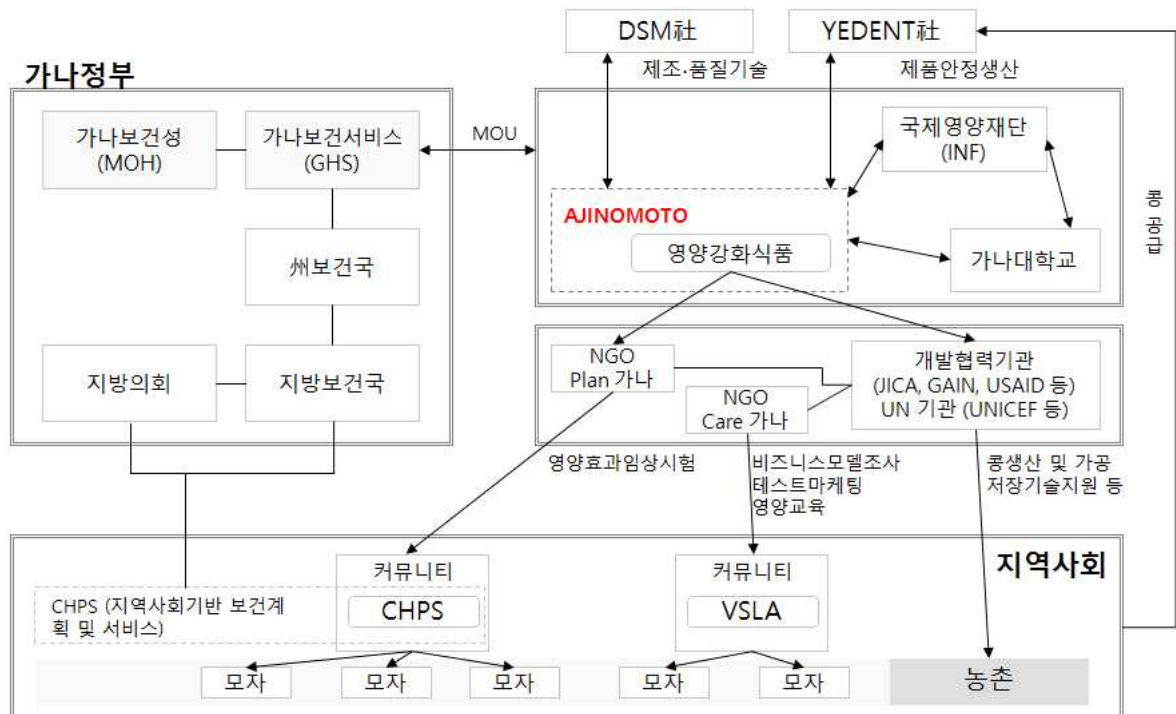 DSM社
YEDENT社
제조·품질기술
제품안정생산
가나정부
가나보건성
(MOH)
가나보건서비스
(GHS)
MOU
국제영양재단
(INF)
AJINOMOTO
영양강화식품
가나대학교
콩 공급
州보건국
지방의회
지방보건국
NGO
Plan 가나
NGO
Care 가나
개발협력기관
(JICA, GAIN, USAID 등)
UN 기관 (UNICEF 등)
영양효과임상시험
비즈니스모델조사
테스트마케팅
영양교육
콩생산 및 가공
저장기술지원 등
지역사회
커뮤니티
CHPS
커뮤니티
VSLA
CHPS (지역사회기반 보건계
획 및 서비스)
모자
모자
모자
모자
모자
농촌